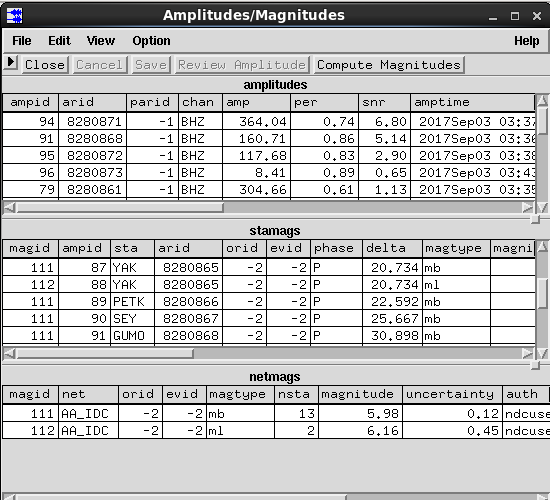 Amplitudes/Magnitudes
File Edit View Option Help
Close Cancel Save Review Amplitude Compute Magnitudes
amplitudes
ampid arid parid chan amp per snr amptime
94 8280871 -1 BHZ 364.04 0.74 6.80 2017Sep03 03:37
91 8280868 -1 BHZ 160.71 0.86 5.14 2017Sep03 03:36
95 8280872 -1 BHZ 117.68 0.83 2.90 2017Sep03 03:38
96 8280873 -1 BHZ 8.41 0.89 0.65 2017Sep03 03:43
79 8280861 -1 BHZ 304.66 0.61 1.13 2017Sep03 03:35
stamags
magid ampid sta arid orid evid phase delta magtype magni
111 87 YAK 8280865 -2 -2 P 20.734 mb
112 88 YAK 8280865 -2 -2 P 20.734 ml
111 89 PETK 8280866 -2 -2 P 22.592 mb
111 90 SEY 8280867 -2 -2 P 25.667 mb
111 91 GUMO 8280868 -2 -2 P 30.898 mb
netmags
magid net orid evid magtype nsta magnitude uncertainty auth
111 AA_IDC -2 -2 mb 13 5.98 0.12 ndcuse
112 AA_IDC -2 -2 ml 2 6.16 0.45 ndcuse